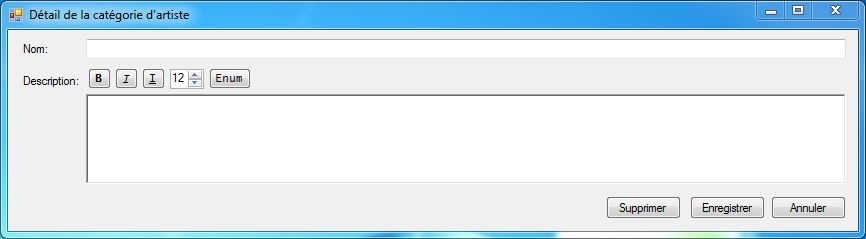 Détail de la catégorie d'artiste
Nom:
Description: B I I 12 Enum
Supprimer Enregistrer Annuler